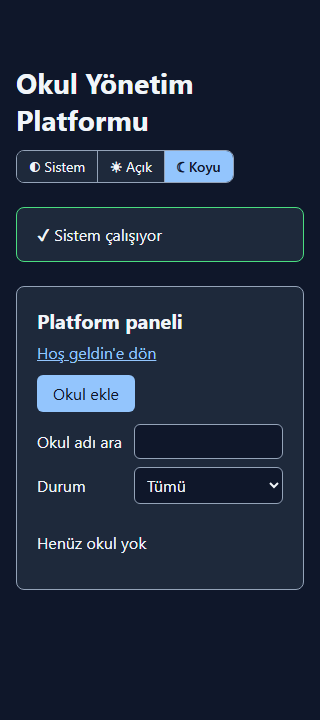 Okul Yönetim
Platformu
Sistem
Açık
Koyu
✓ Sistem çalışıyor
Platform paneli
Hoş geldin'e dön
Okul ekle
Okul adı ara
Durum
Tümü
Henüz okul yok